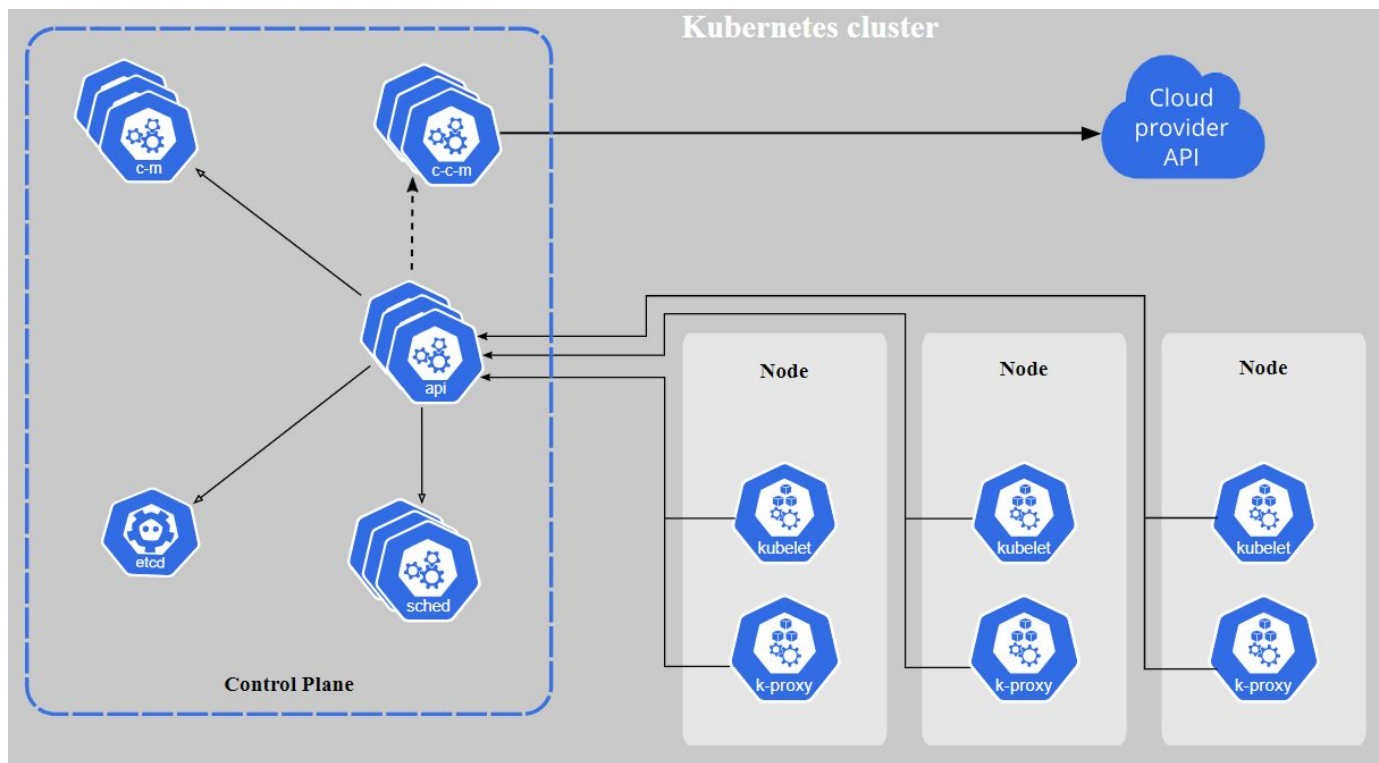 Kubernetes cluster
c-m
c-c-m
Cloud
provider
API
api
etcd
sched
Control Plane
Node
kubelet
k-proxy
Node
kubelet
k-proxy
Node
kubelet
k-proxy